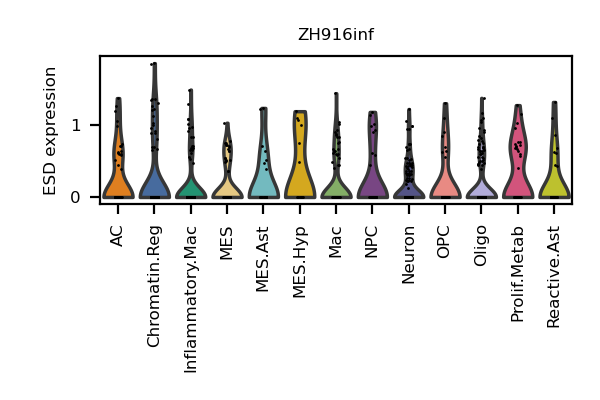 ZH916inf
ESD expression
1
0
AC
Chromatin.Reg
Inflammatory.Mac
MES
MES.Ast
MES.Hyp
Mac
NPC
Neuron
OPC
Oligo
Prolif.Metab
Reactive.Ast